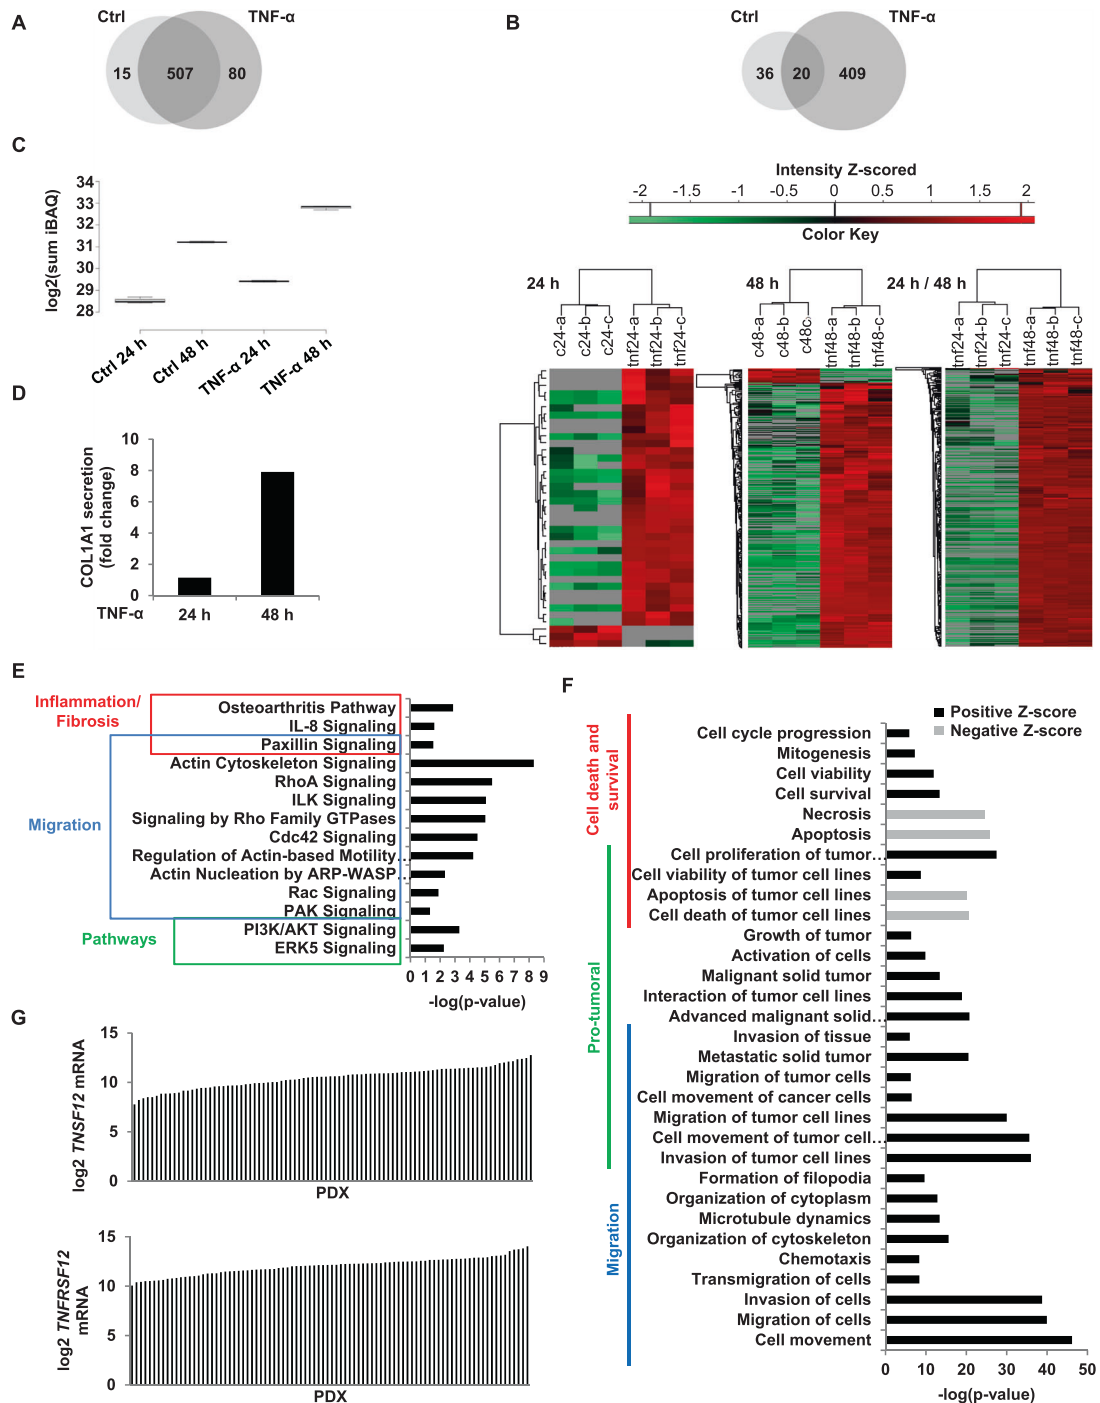 A
Ctrl
TNF-α
15
507
80
B
Ctrl
TNF-α
36
20
409
C
log2(sum iBAQ)
34
33
32
31
30
29
28
Ctrl 24 h
Ctrl 48 h
TNF-α 24 h
TNF-α 48 h
Intensity Z-scored
-2 -1.5 -1 -0.5 0 0.5 1 1.5 2
Color Key
24 h
c24-a
c24-b
c24-c
tnf24-a
tnf24-b
tnf24-c
48 h
c48-a
c48-b
c48c
tnf48-a
tnf48-b
tnf48-c
24 h / 48 h
tnf24-a
tnf24-b
tnf24-c
tnf48-a
tnf48-b
tnf48-c
D
COL1A1 secretion
(fold change)
10
8
6
4
2
0
TNF-α
24 h
48 h
E
Inflammation/
Fibrosis
Migration
Pathways
Osteoarthritis Pathway
IL-8 Signaling
Paxillin Signaling
Actin Cytoskeleton Signaling
RhoA Signaling
ILK Signaling
Signaling by Rho Family GTPases
Cdc42 Signaling
Regulation of Actin-based Motility...
Actin Nucleation by ARP-WASP...
Rac Signaling
PAK Signaling
PI3K/AKT Signaling
ERK5 Signaling
0 1 2 3 4 5 6 7 8 9
-log(p-value)
F
Positive Z-score
Negative Z-score
Cell death and
survival
Pro-tumoral
Migration
Cell cycle progression
Mitogenesis
Cell viability
Cell survival
Necrosis
Apoptosis
Cell proliferation of tumor...
Cell viability of tumor cell lines
Apoptosis of tumor cell lines
Cell death of tumor cell lines
Growth of tumor
Activation of cells
Malignant solid tumor
Interaction of tumor cell lines
Advanced malignant solid...
Invasion of tissue
Metastatic solid tumor
Migration of tumor cells
Cell movement of cancer cells
Migration of tumor cell lines
Cell movement of tumor cell...
Invasion of tumor cell lines
Formation of filopodia
Organization of cytoplasm
Microtubule dynamics
Organization of cytoskeleton
Chemotaxis
Transmigration of cells
Invasion of cells
Migration of cells
Cell movement
0 10 20 30 40 50
-log(p-value)
G
log2 TNSF12 mRNA
15
10
5
0
PDX
log2 TNFRSF12
mRNA
15
10
5
0
PDX